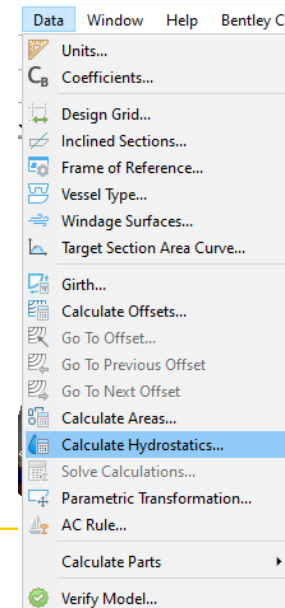 Data Window Help Bentley C
Units...
CB Coefficients...
Design Grid...
Inclined Sections...
Frame of Reference...
Vessel Type...
Windage Surfaces...
Target Section Area Curve...
Girth...
Calculate Offsets...
Go To Offset...
Go To Previous Offset
Go To Next Offset
Calculate Areas...
Calculate Hydrostatics...
Solve Calculations...
Parametric Transformation...
AC Rule...
Calculate Parts
Verify Model...